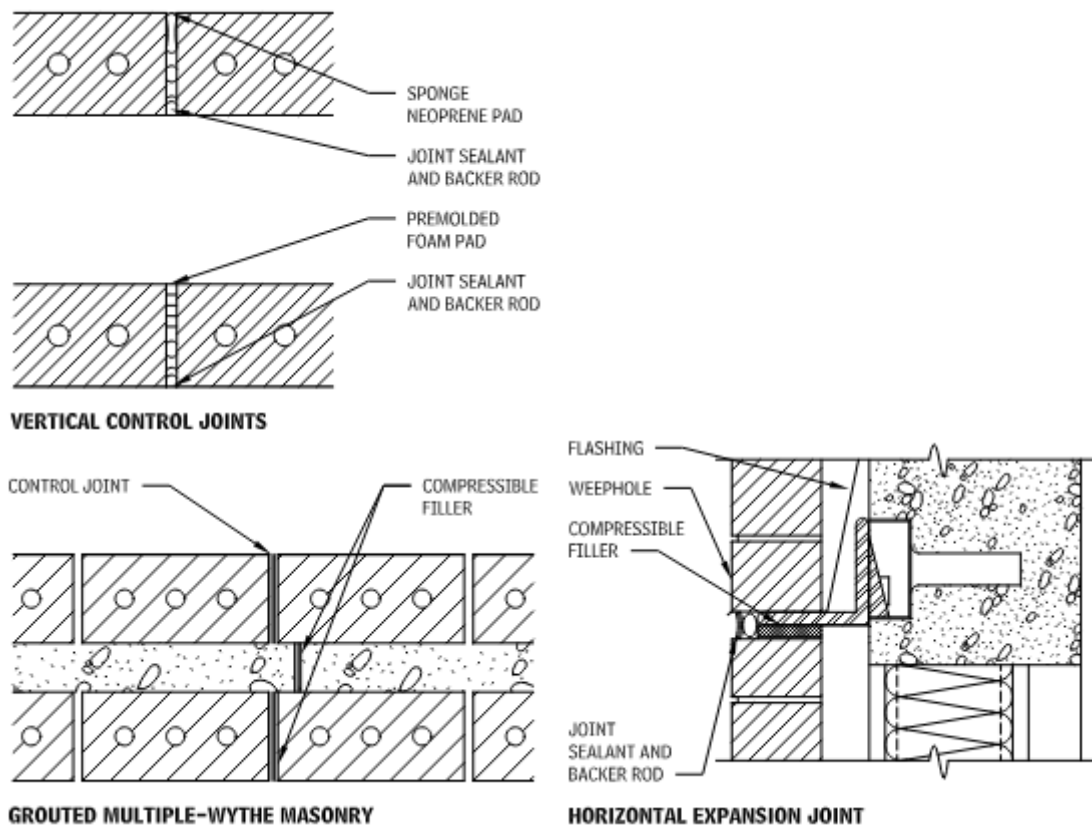 SPONGE
NEOPRENE PAD
JOINT SEALANT
AND BACKER ROD
PREMOLDED
FOAM PAD
JOINT SEALANT
AND BACKER ROD
VERTICAL CONTROL JOINTS
CONTROL JOINT
COMPRESSIBLE
FILLER
GROUTED MULTIPLE-WYTHE MASONRY
FLASHING
WEEPHOLE
COMPRESSIBLE
FILLER
JOINT
SEALANT AND
BACKER ROD
HORIZONTAL EXPANSION JOINT